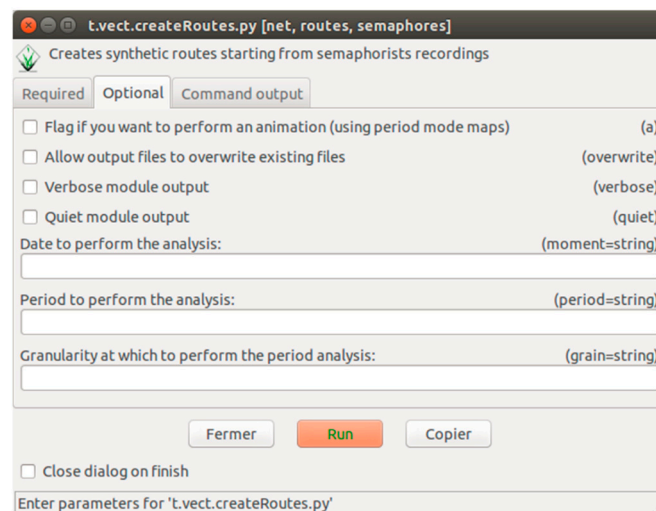 t.vect.createRoutes.py [net, routes, semaphores]
Creates synthetic routes starting from semaphorists recordings
Required Optional Command output
Flag if you want to perform an animation (using period mode maps) (a)
Allow output files to overwrite existing files (overwrite)
Verbose module output (verbose)
Quiet module output (quiet)
Date to perform the analysis: (moment=string)
Period to perform the analysis: (period=string)
Granularity at which to perform the period analysis: (grain=string)
Fermer Run Copier
Close dialog on finish
Enter parameters for 't.vect.createRoutes.py'